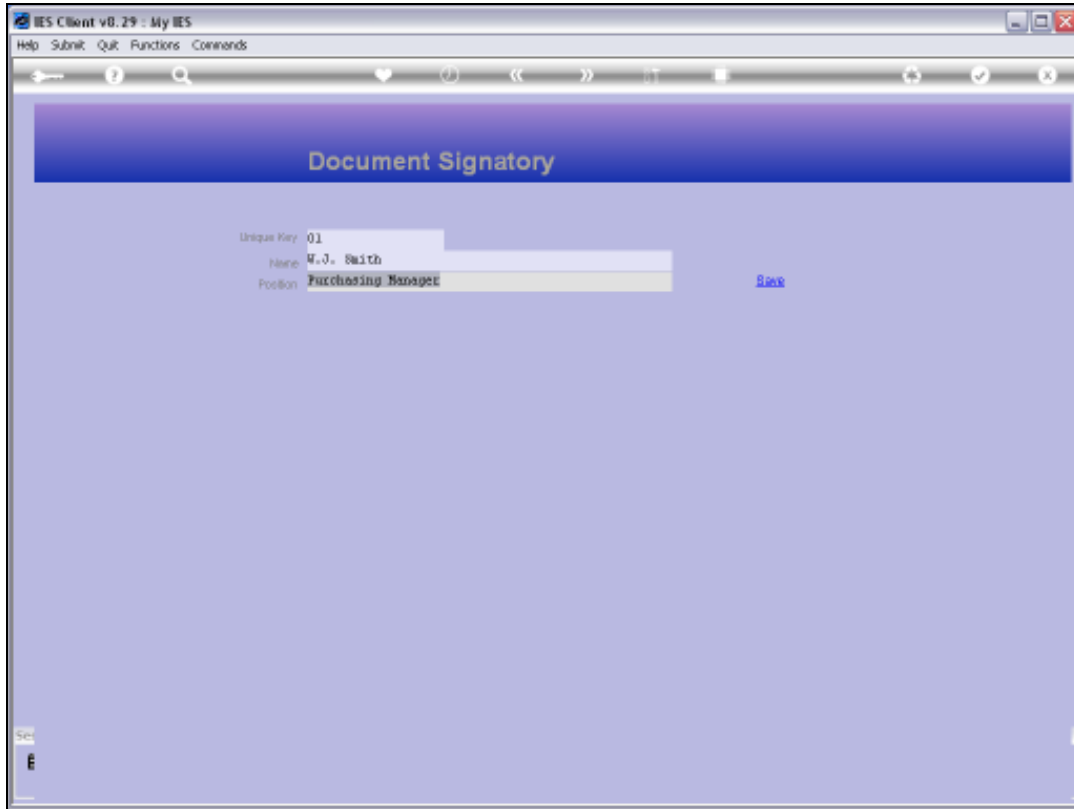 IES Client v8.29 : My IES
Help Submit Quit Functions Commands
Document Signatory
Unique Key 01
Name W.J. Smith
Position Purchasing Manager Save